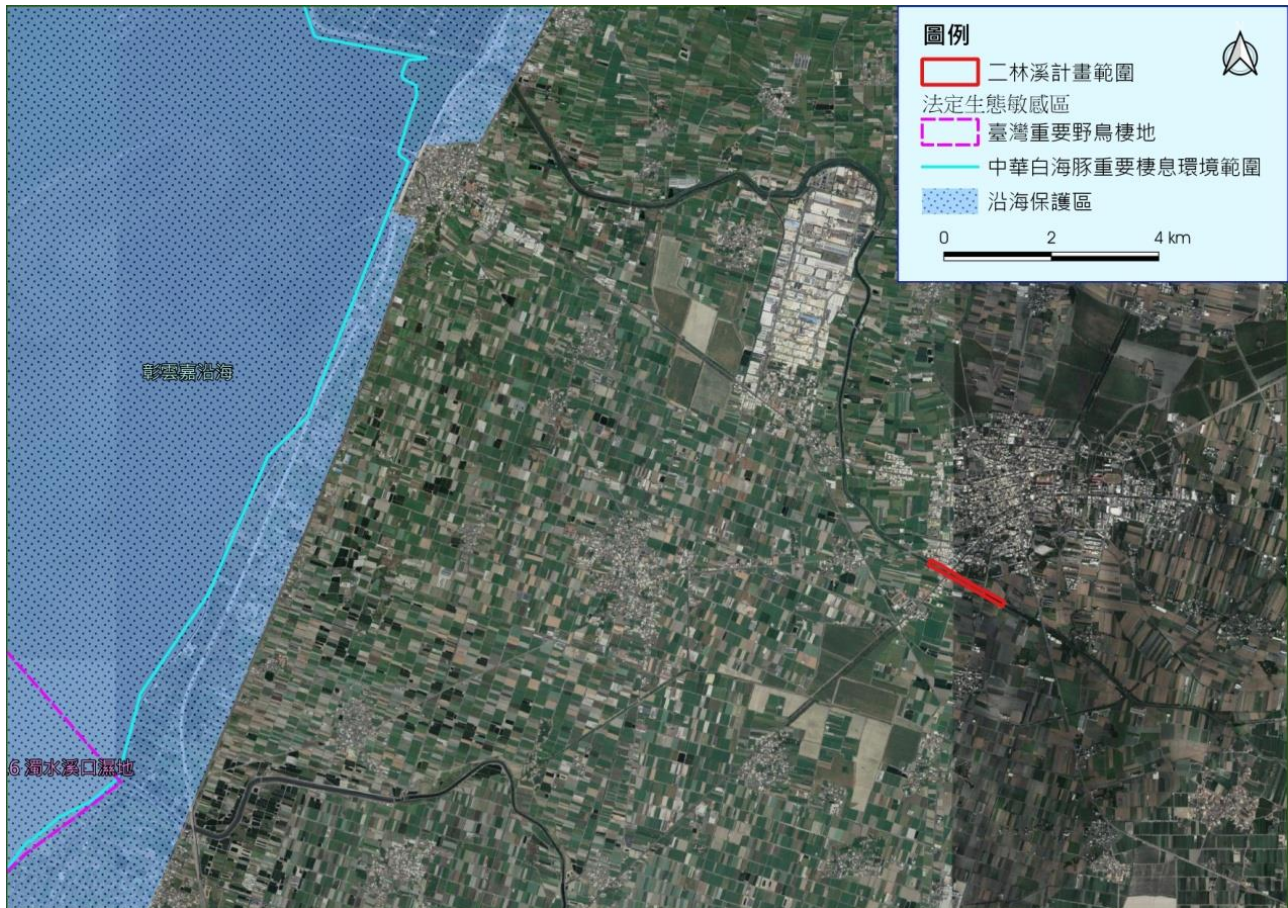 圖例
二林溪計畫範圍
法定生態敏感區
臺灣重要野鳥棲地
中華白海豚重要棲息環境範圍
沿海保護區
0 2 4 km
彰雲嘉沿海
6 濁水溪口濕地